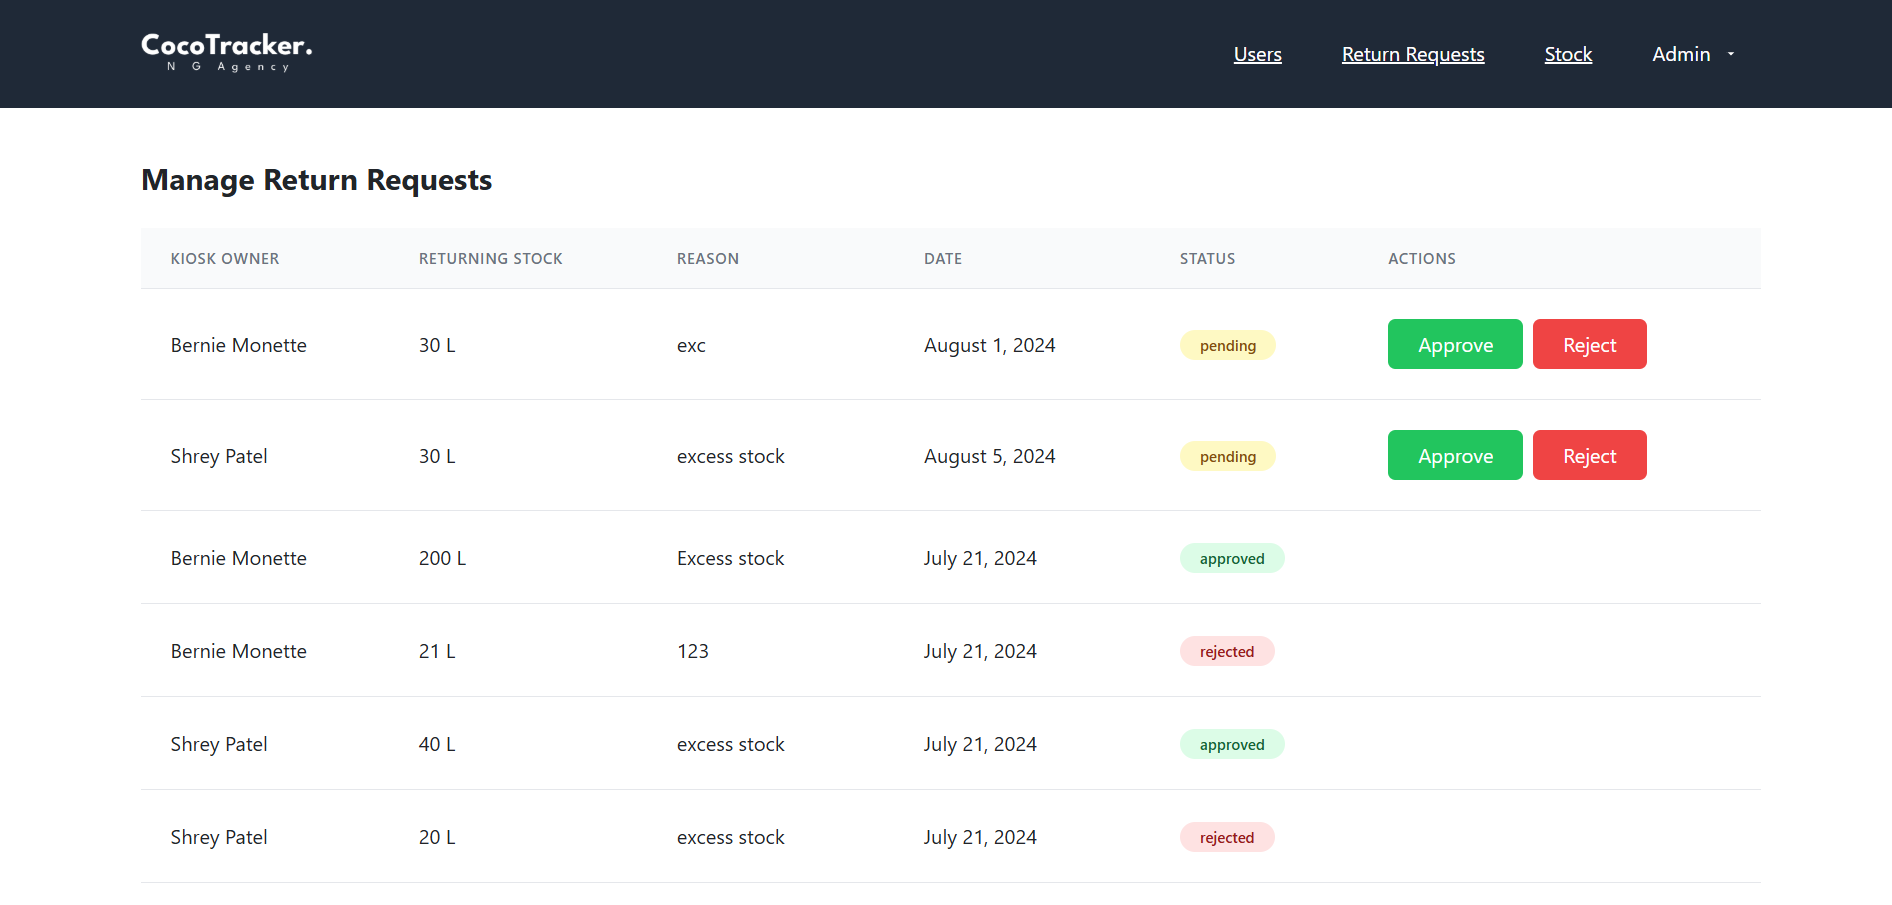 CocoTracker.
N G Agency
Users Return Requests Stock Admin
Manage Return Requests
KIOSK OWNER RETURNING STOCK REASON DATE STATUS ACTIONS
Bernie Monette 30 L exc August 1, 2024 pending Approve Reject
Shrey Patel 30 L excess stock August 5, 2024 pending Approve Reject
Bernie Monette 200 L Excess stock July 21, 2024 approved
Bernie Monette 21 L 123 July 21, 2024 rejected
Shrey Patel 40 L excess stock July 21, 2024 approved
Shrey Patel 20 L excess stock July 21, 2024 rejected